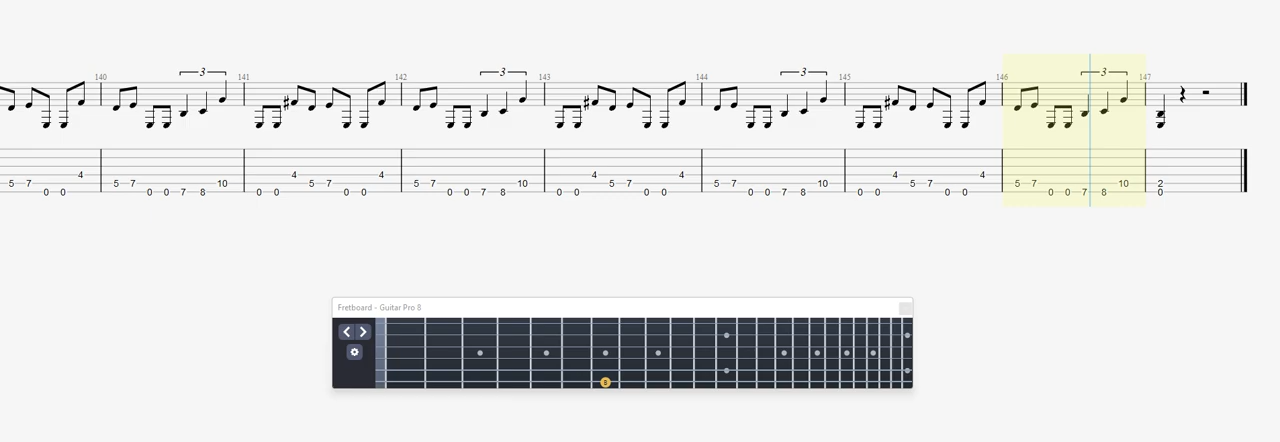 3 3 3 3
140 141 142 143 144 145 146 147
4 4 4 4 4 4 4
5 7 5 7 10 5 7 5 7 10 5 7 5 7 10 5 7 5 7 10 2
0 0 0 0 7 8 0 0 0 0 0 0 7 8 0 0 0 0 0 0 7 8 0 0 0 0 0 0 7 8 0
Fretboard - Guitar Pro 8
8